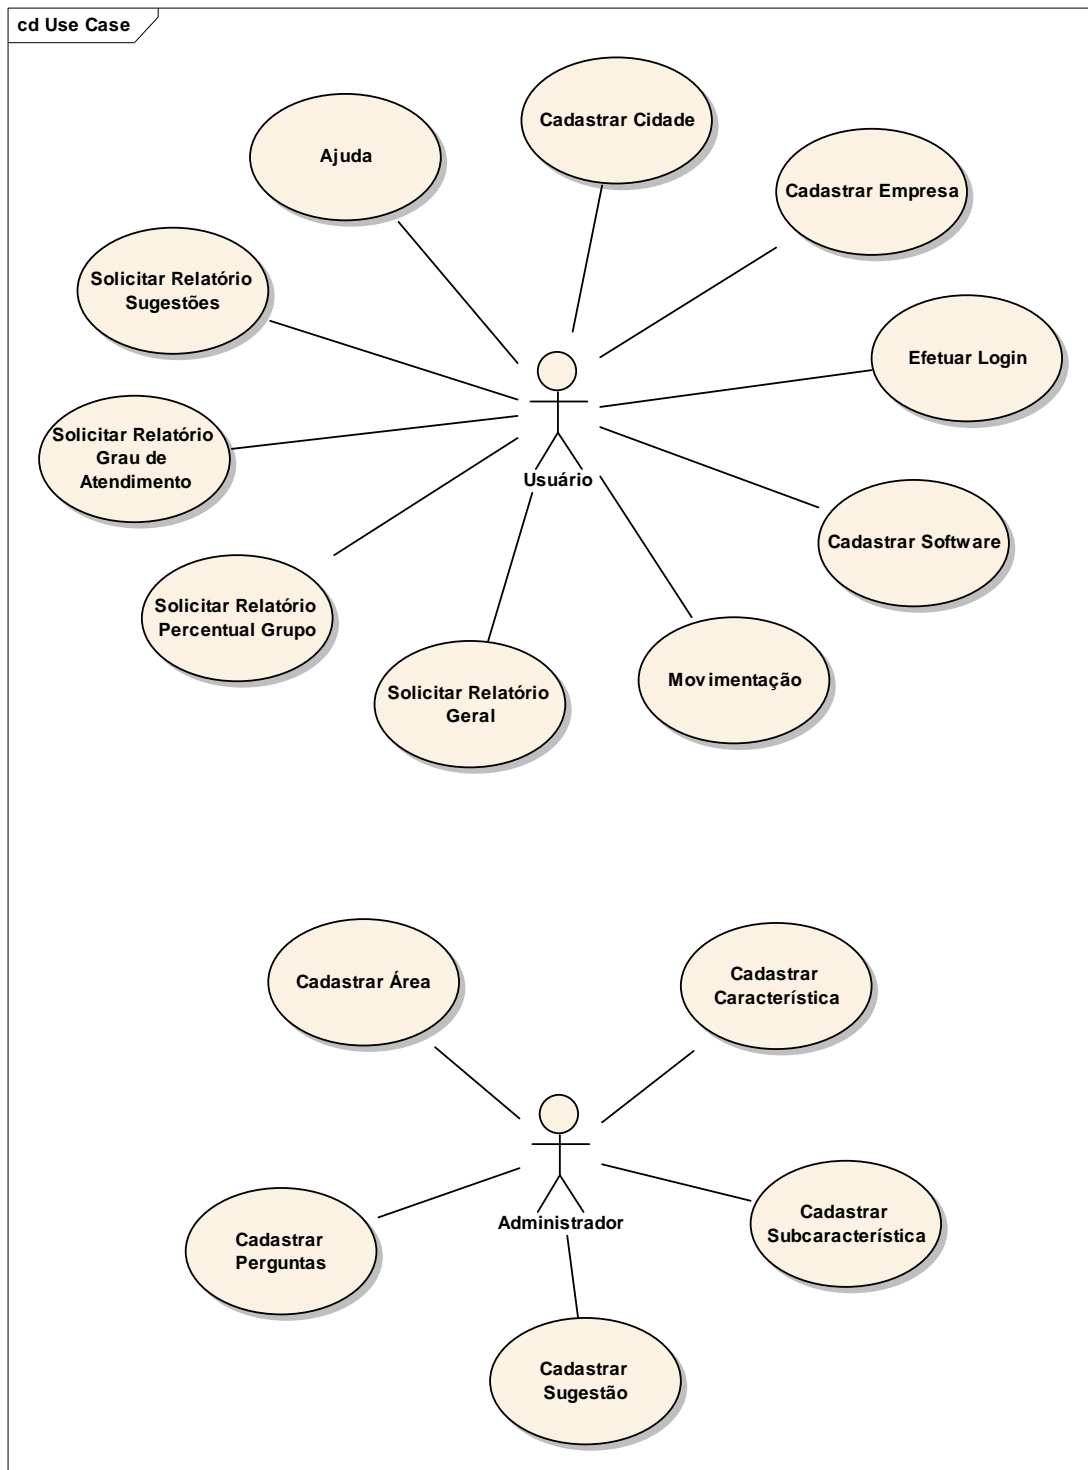 cd Use Case
Cadastrar Cidade
Ajuda
Cadastrar Empresa
Solicitar Relatório
Sugestões
Efetuar Login
Solicitar Relatório
Grau de
Atendimento
Usuário
Cadastrar Software
Solicitar Relatório
Percentual Grupo
Movimentação
Solicitar Relatório
Geral
Cadastrar Área
Cadastrar
Característica
Administrador
Cadastrar
Subcaracterística
Cadastrar
Perguntas
Cadastrar
Sugestão